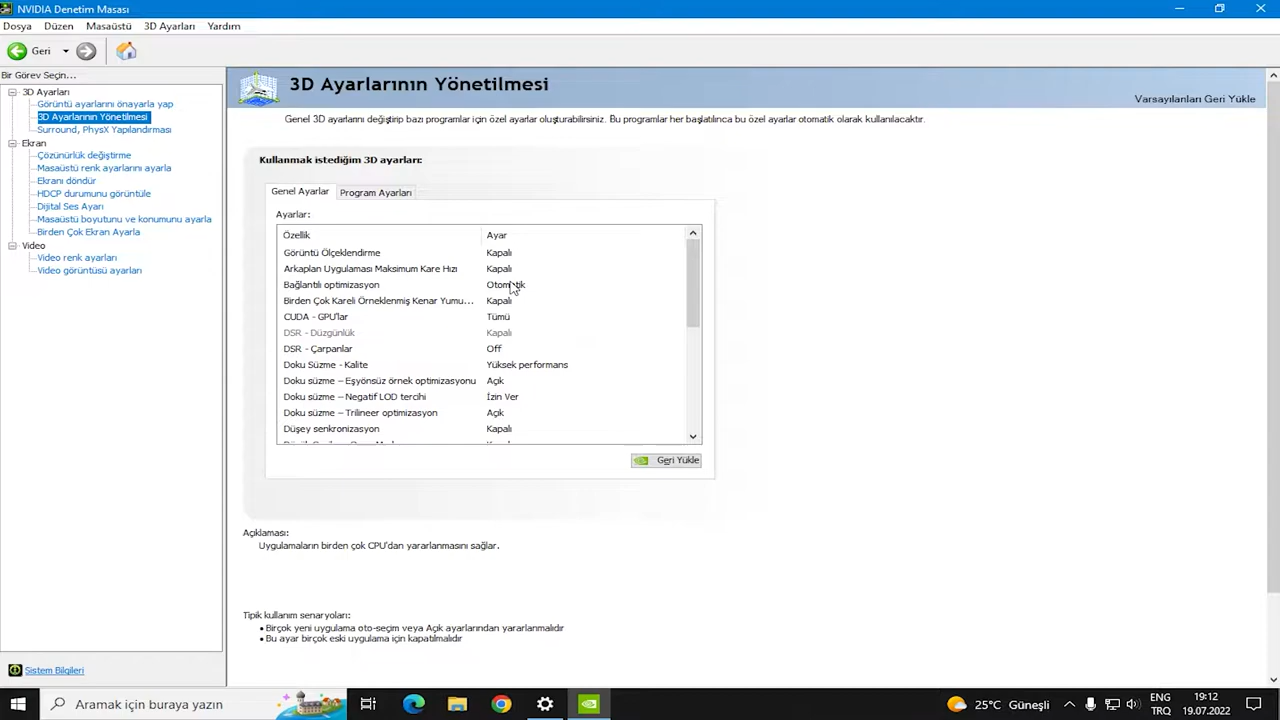 NVIDIA Denetim Masası
Dosya Düzen Masaüstü 3D Ayarları Yardım
Geri
Bir Görev Seçin...
3D Ayarları
Görüntü ayarlarını önayarla yap
3D Ayarlarının Yönetilmesi
Surround, PhysX Yapılandırması
Ekran
Çözünürlük değiştirme
Masaüstü renk ayarlarını ayarla
Ekranı döndür
HDCP durumunu görüntüle
Dijital Ses Ayarı
Masaüstü boyutunu ve konumunu ayarla
Birden Çok Ekran Ayarla
Video
Video renk ayarları
Video görüntüsü ayarları
Sistem Bilgileri
3D Ayarlarının Yönetilmesi
Varsayılanları Geri Yükle
Genel 3D ayarlarını değiştirip bazı programlar için özel ayarlar oluşturabilirsiniz. Bu programlar her başlatılınca bu özel ayarlar otomatik olarak kullanılacaktır.
Kullanmak istediğim 3D ayarları:
Genel Ayarlar Program Ayarları
Ayarlar:
Özellik Ayar
Görüntü Ölçeklendirme Kapalı
Arkaplan Uygulaması Maksimum Kare Hızı Kapalı
Bağlantılı optimizasyon Otomatik
Birden Çok Kareli Örneklenmiş Kenar Yumu... Kapalı
CUDA - GPU'lar Tümü
DSR - Düzgünlük Kapalı
DSR - Çarpanlar Off
Doku Süzme - Kalite Yüksek performans
Doku süzme – Eşyönsüz örnek optimizasyonu Açık
Doku süzme – Negatif LOD tercihi İzin Ver
Doku süzme – Trilineer optimizasyon Açık
Düşey senkronizasyon Kapalı
Geri Yükle
Açıklaması:
Uygulamaların birden çok CPU'dan yararlanmasını sağlar.
Tipik kullanım senaryoları:
• Birçok yeni uygulama oto-seçim veya Açık ayarlarından yararlanmalıdır
• Bu ayar birçok eski uygulama için kapatılmalıdır
Aramak için buraya yazın
25°C Güneşli
ENG
TRQ
19:12
19.07.2022